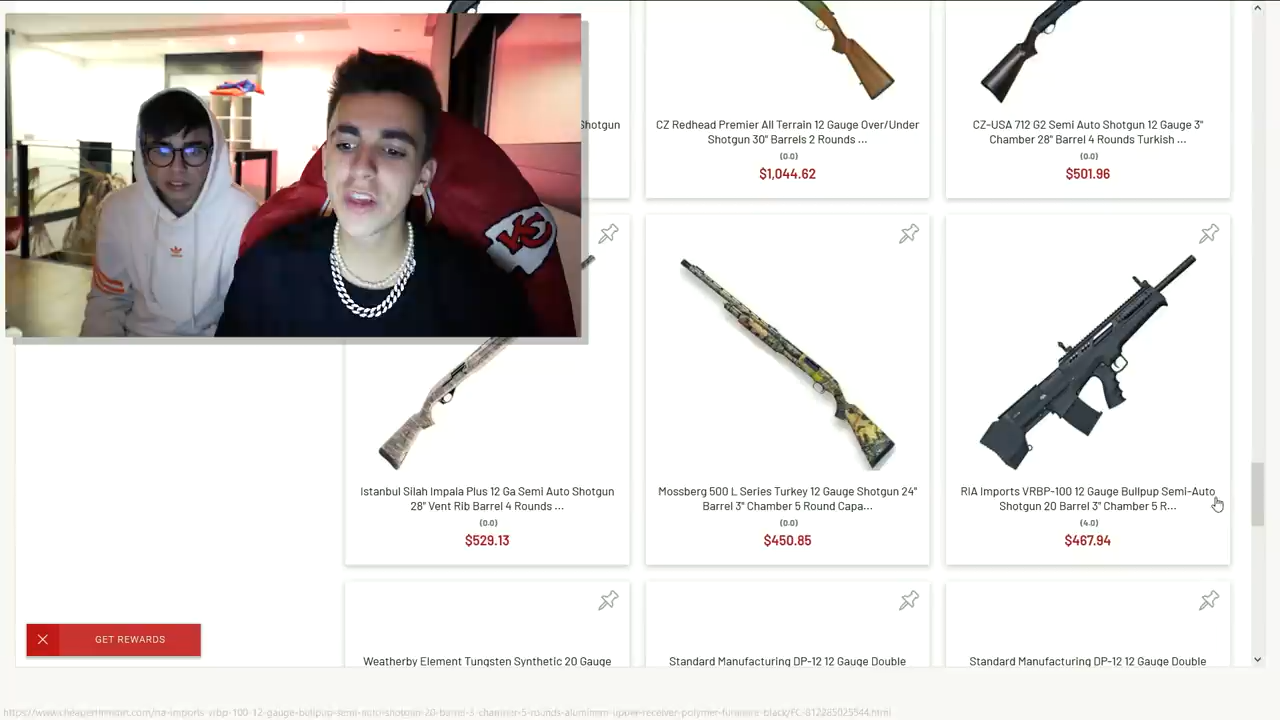 Shotgun
CZ Redhead Premier All Terrain 12 Gauge Over/Under
Shotgun 30" Barrels 2 Rounds ...
(0.0)
$1,044.62
CZ-USA 712 G2 Semi Auto Shotgun 12 Gauge 3"
Chamber 28" Barrel 4 Rounds Turkish ...
(0.0)
$501.96
KC
Istanbul Silah Impala Plus 12 Ga Semi Auto Shotgun
28" Vent Rib Barrel 4 Rounds ...
(0.0)
$529.13
Mossberg 500 L Series Turkey 12 Gauge Shotgun 24"
Barrel 3" Chamber 5 Round Capa...
(0.0)
$450.85
RIA Imports VRBP-100 12 Gauge Bullpup Semi-Auto
Shotgun 20 Barrel 3" Chamber 5 R...
(4.0)
$467.94
GET REWARDS
Weatherby Element Tungsten Synthetic 20 Gauge
Standard Manufacturing DP-12 12 Gauge Double
Standard Manufacturing DP-12 12 Gauge Double